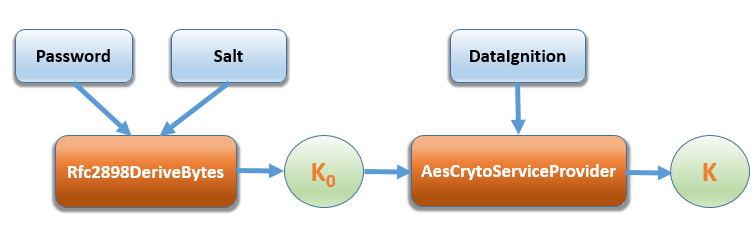 Password
Salt
DataIgnition
Rfc2898DeriveBytes
K0
AesCrytoServiceProvider
K